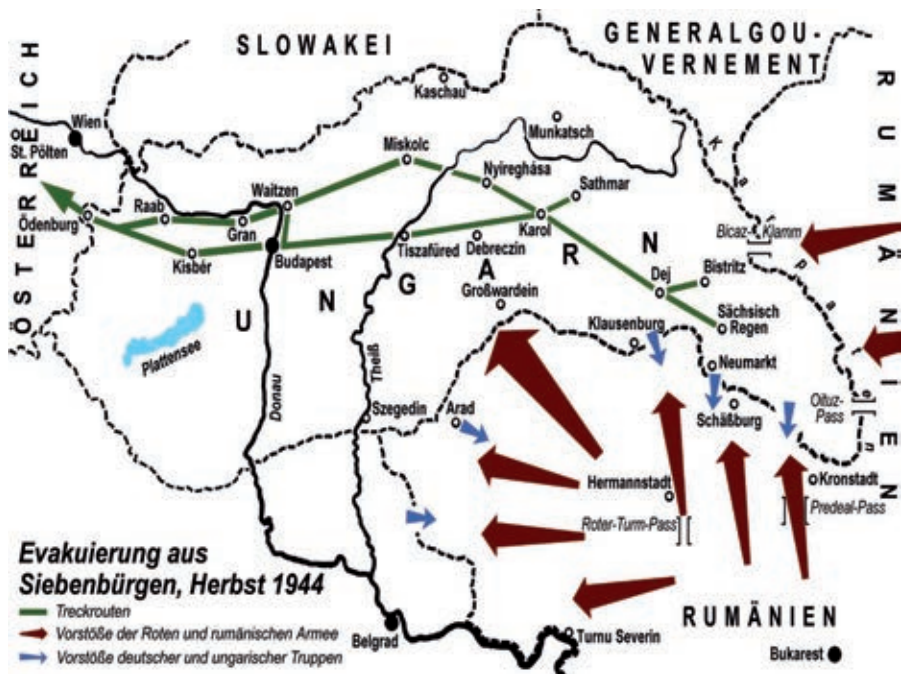 SLOWAKEI
GENERALGOU-
VERNEMENT
RUMÄNIEN
ÖSTERREICH
Kaschau
Wien
St. Pölten
Munkatsch
Miskolc
Nyireghása
Sathmar
Waitzen
Raab
Ödenburg
Gran
Karol
Kisbér
Budapest
Tiszafüred
Debreczin
Karpaten
Bicaz-Klamm
UNGARN
Dej
Bistritz
Großwardein
Sächsisch
Regen
Klausenburg
Plattensee
Donau
Theiß
Neumarkt
Oituz-
Pass
Szegedin
Arad
Schäßburg
Hermannstadt
Kronstadt
Roter-Turm-Pass
Predeal-Pass
Evakuierung aus
Siebenbürgen, Herbst 1944
Treckrouten
Vorstöße der Roten und rumänischen Armee
Vorstöße deutscher und ungarischer Truppen
Belgrad
Turnu Severin
RUMÄNIEN
Bukarest